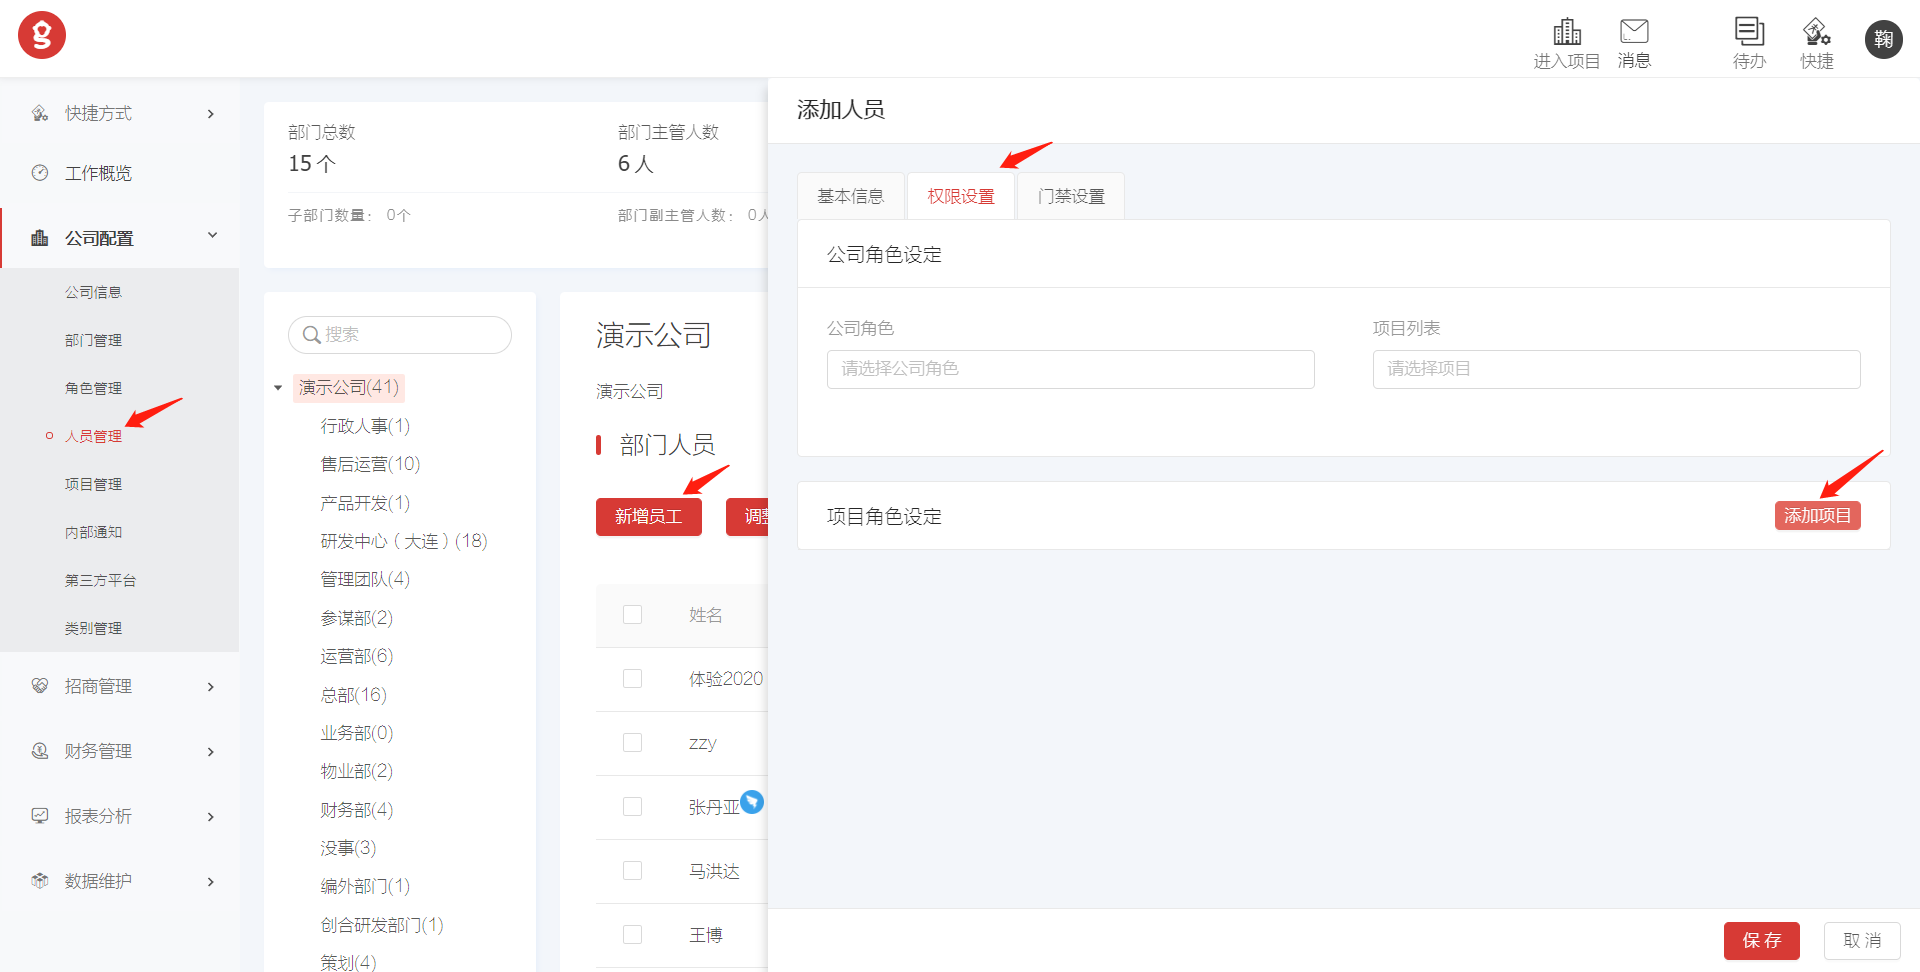 g
进入项目
消息
待办
快捷
鞠
快捷方式
工作概览
公司配置
公司信息
部门管理
角色管理
人员管理
项目管理
内部通知
第三方平台
类别管理
招商管理
财务管理
报表分析
数据维护
部门总数
15 个
子部门数量： 0个
部门主管人数
6 人
部门副主管人数： 0人
搜索
演示公司(41)
行政人事(1)
售后运营(10)
产品开发(1)
研发中心（大连）(18)
管理团队(4)
参谋部(2)
运营部(6)
总部(16)
业务部(0)
物业部(2)
财务部(4)
没事(3)
编外部门(1)
创合研发部门(1)
策划(4)
演示公司
演示公司
部门人员
新增员工
调整
姓名
体验2020
zzy
张丹亚
马洪达
王博
添加人员
基本信息
权限设置
门禁设置
公司角色设定
公司角色
请选择公司角色
项目列表
请选择项目
项目角色设定
添加项目
保 存
取 消